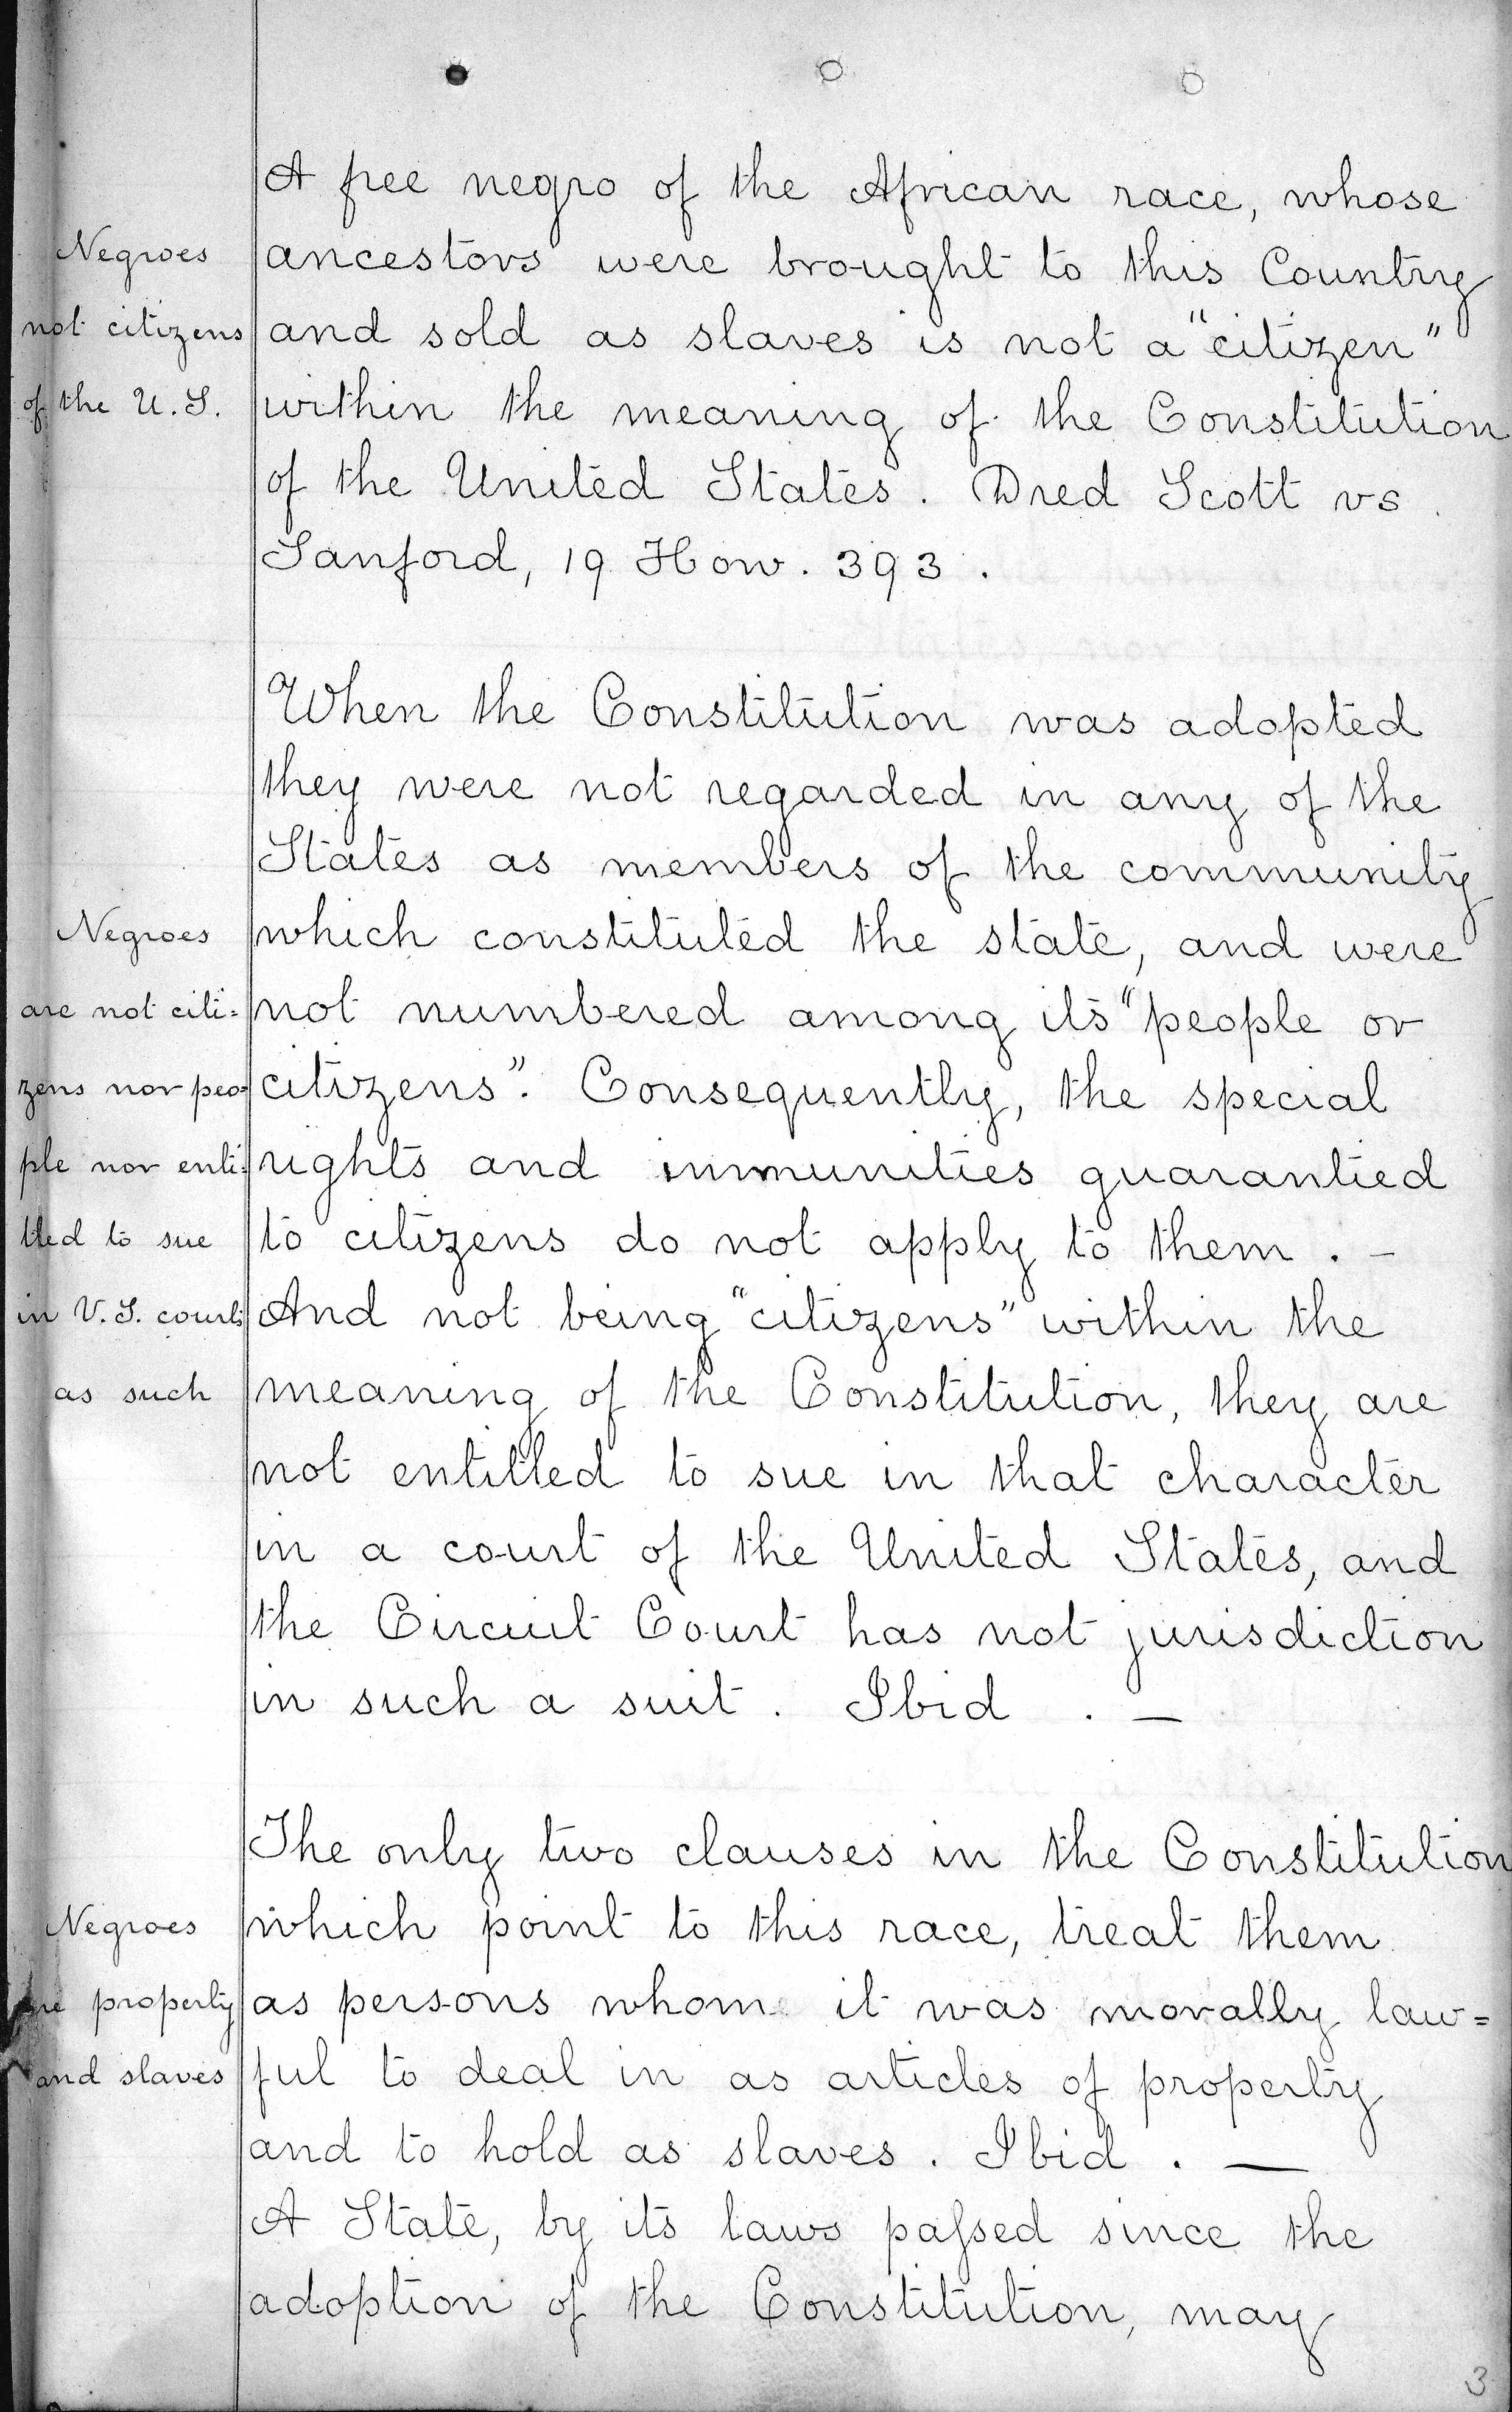 A free negro of the African race, whose
Negroes
ancestors were brought to this Country
not citizens
and sold as slaves is not a "citizen"
of the U.S.
within the meaning of the Constitution
of the United States. Dred Scott vs
Sanford, 19 How. 393.
When the Constitution was adopted
they were not regarded in any of the
States as members of the community
Negroes
which constituted the state, and were
are not citi=
not numbered among its "people or
zens nor peo=
citizens". Consequently, the special
ple nor enti=
rights and immunities guarantied
tled to sue
to citizens do not apply to them. -
in U.S. courts
And not being "citizens" within the
as such
meaning of the Constitution, they are
not entitled to sue in that character
in a court of the United States, and
the Circuit Court has not jurisdiction
in such a suit. Ibid. —
The only two clauses in the Constitution
Negroes
which point to this race, treat them
are property
as persons whom it was morally law=
and slaves
ful to deal in as articles of property
and to hold as slaves. Ibid. —
A State, by its laws paſsed since the
adoption of the Constitution, may
3